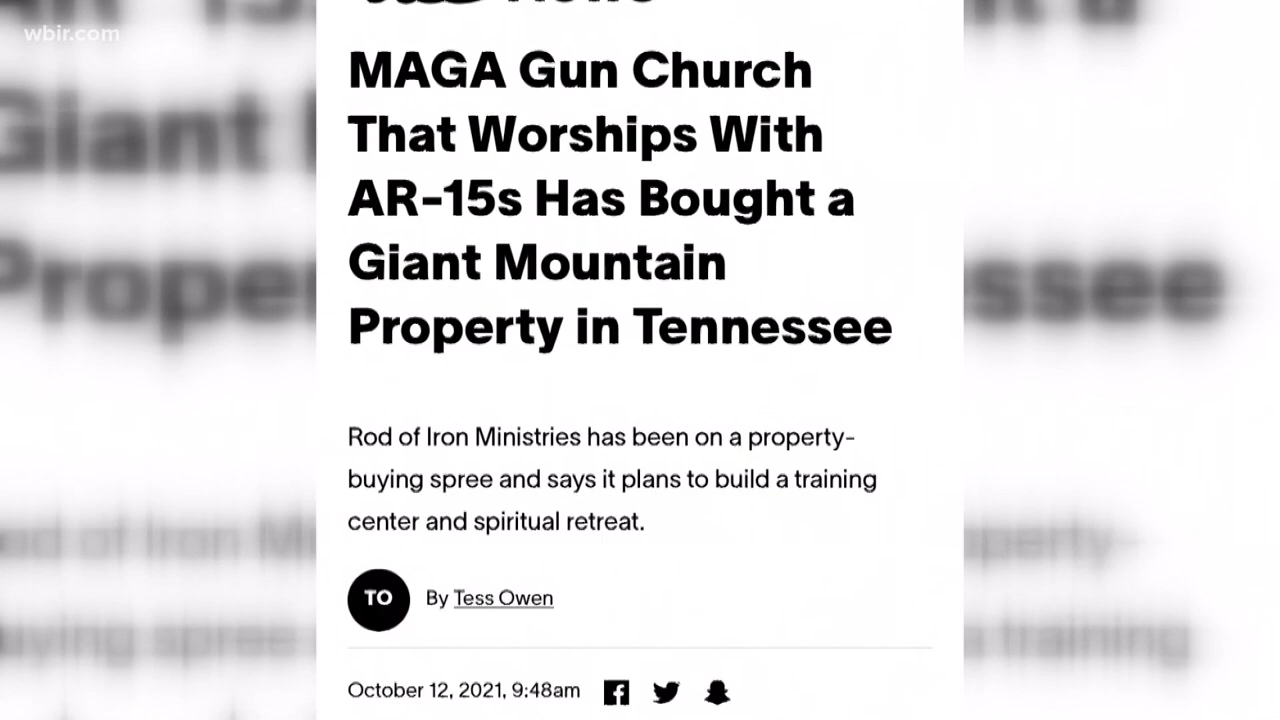 wbir.com
News
MAGA Gun Church
That Worships With
AR-15s Has Bought a
Giant Mountain
Property in Tennessee
Rod of Iron Ministries has been on a property-
buying spree and says it plans to build a training
center and spiritual retreat.
TO
By Tess Owen
October 12, 2021, 9:48am